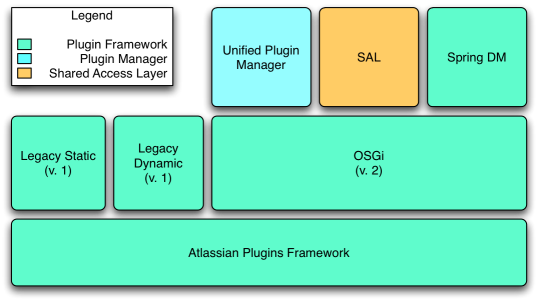 Legend
Plugin Framework
Plugin Manager
Shared Access Layer
Unified Plugin
Manager
SAL
Spring DM
Legacy Static
(v. 1)
Legacy
Dynamic
(v. 1)
OSGi
(v. 2)
Atlassian Plugins Framework